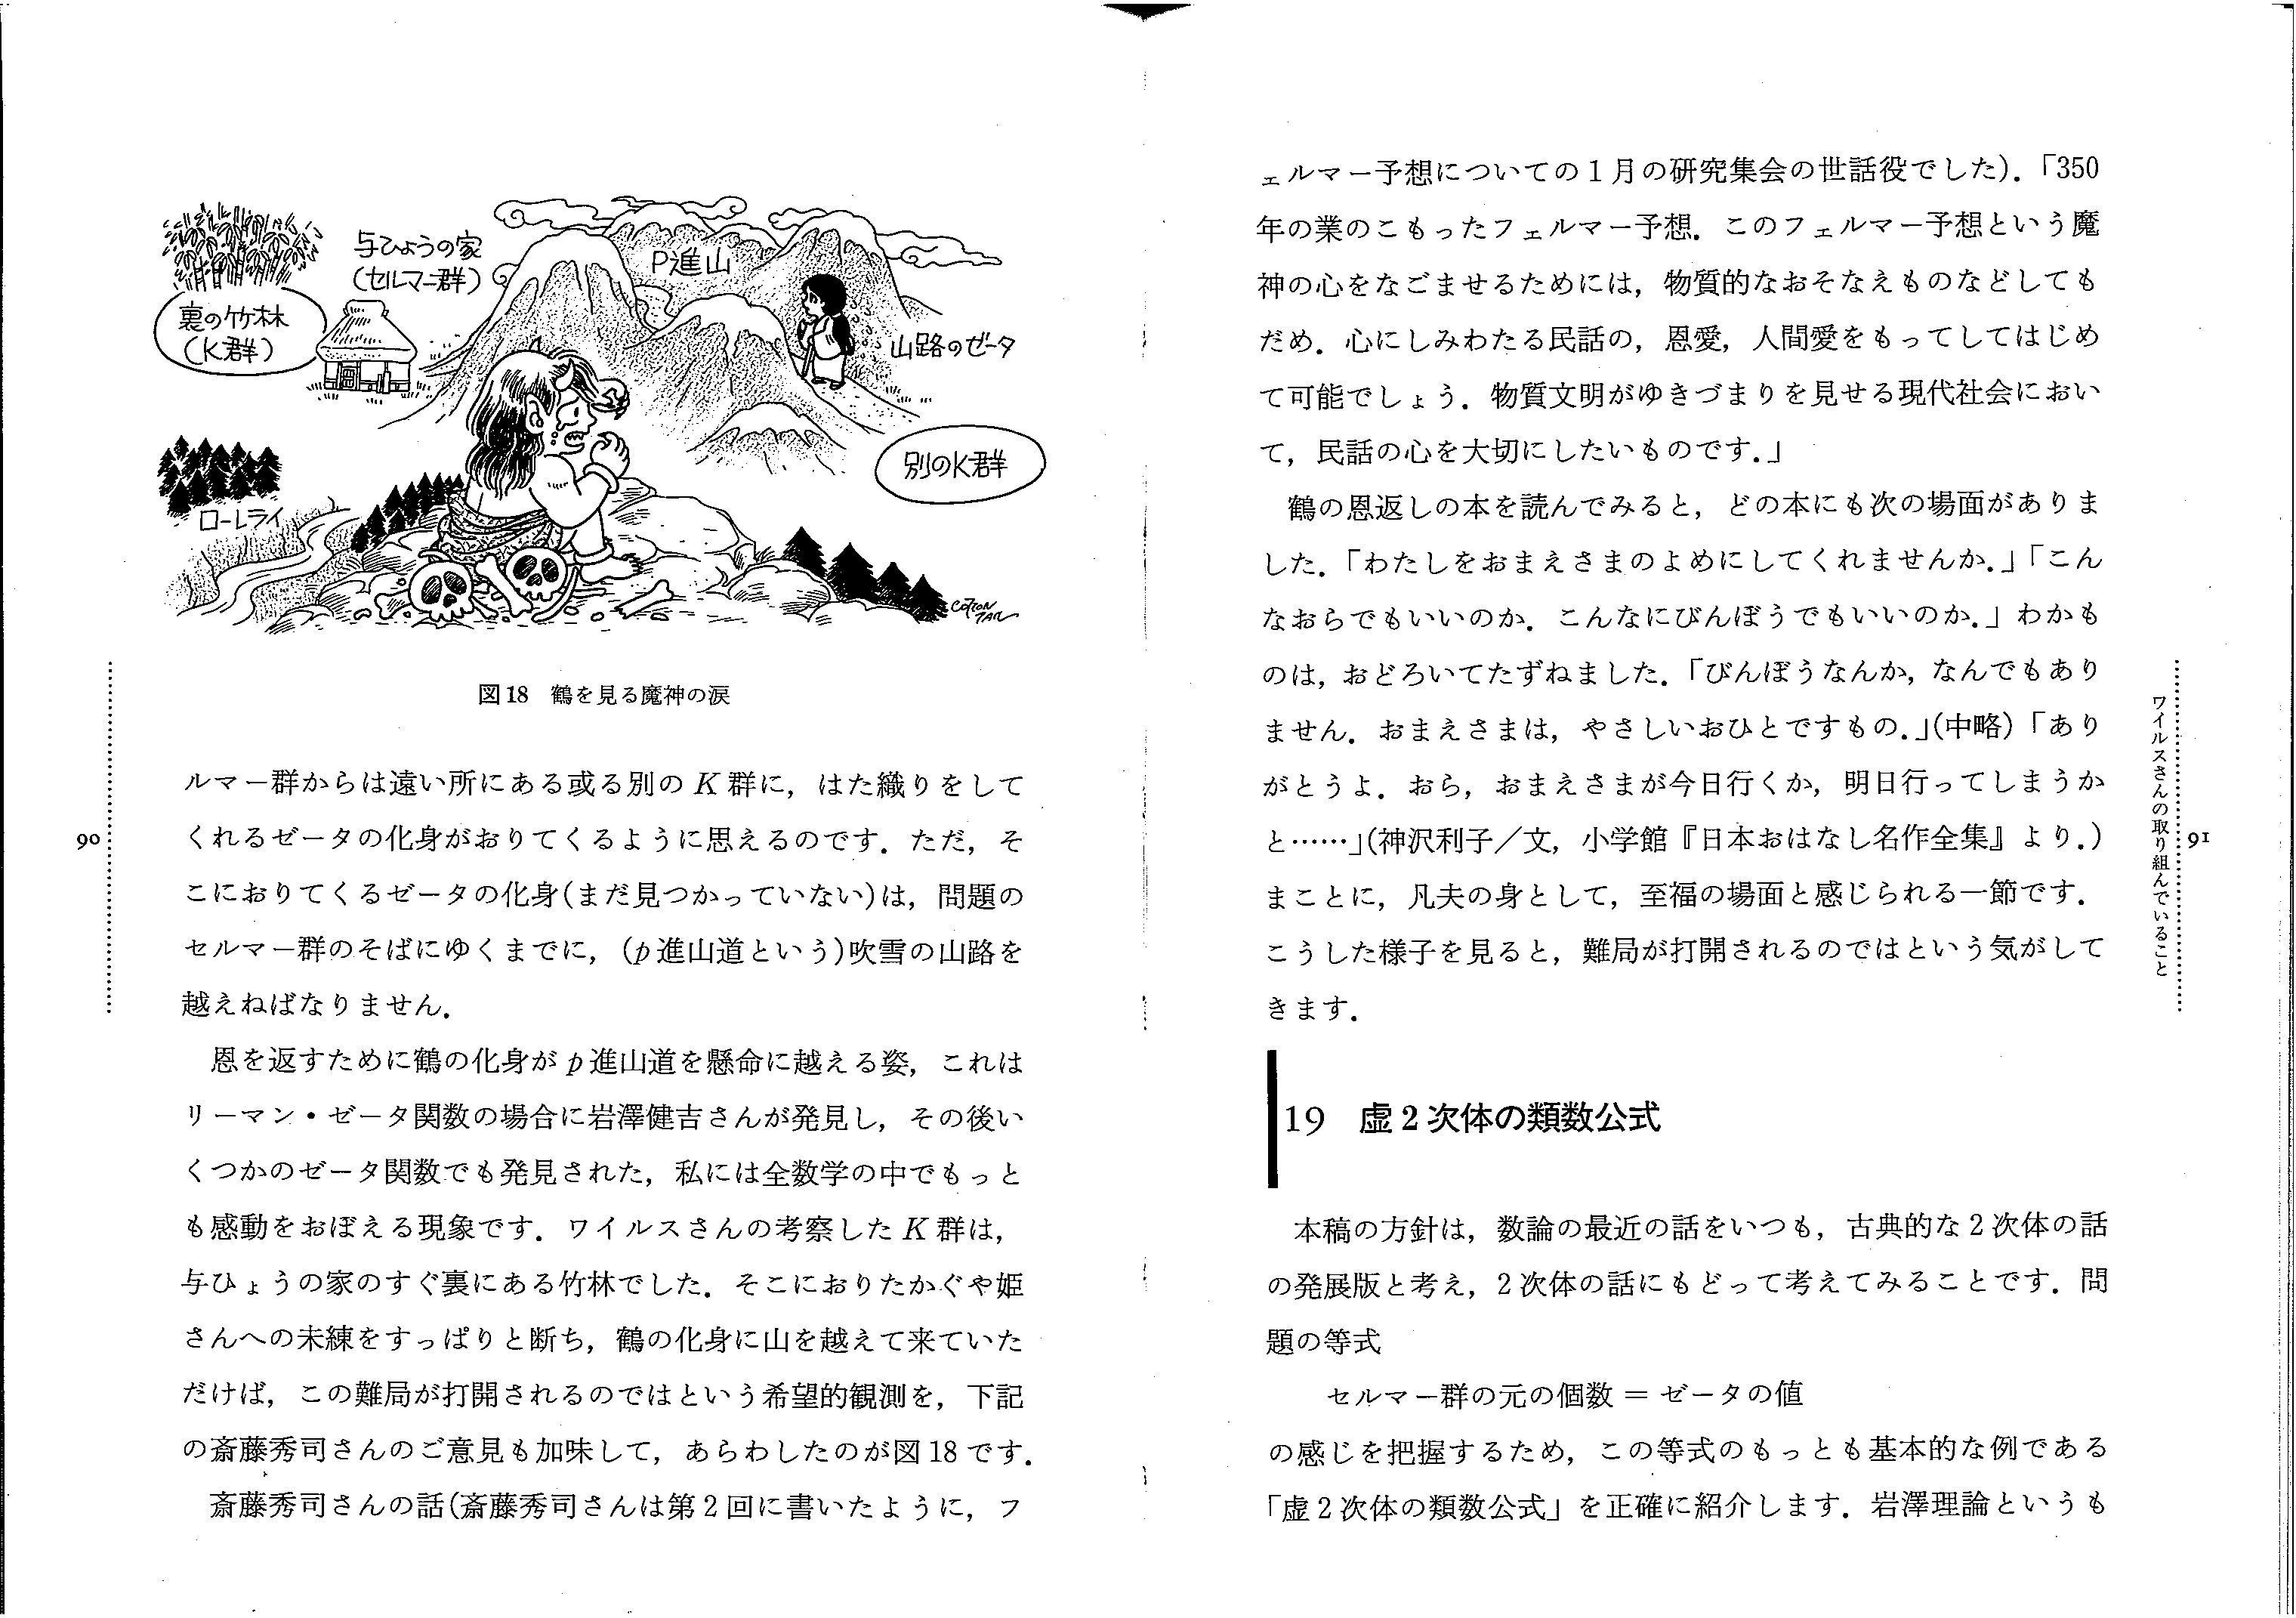 与ひょうの家
(セルマー群)
P進山
裏の竹林
(K群)
山路のゼータ
別のK群
ローレライ
COTTON
TAIL
図18 鶴を見る魔神の涙
ルマー群からは遠い所にある或る別の K 群に，はた織りをして
くれるゼータの化身がおりてくるように思えるのです．ただ，そ
こにおりてくるゼータの化身(まだ見つかっていない)は，問題の
セルマー群のそばにゆくまでに，(p進山道という)吹雪の山路を
越えねばなりません．
恩を返すために鶴の化身が p進山道を懸命に越える姿，これは
リーマン・ゼータ関数の場合に岩澤健吉さんが発見し，その後い
くつかのゼータ関数でも発見された，私には全数学の中でもっと
も感動をおぼえる現象です．ワイルスさんの考察した K 群は，
与ひょうの家のすぐ裏にある竹林でした．そこにおりたかぐや姫
さんへの未練をすっぱりと断ち，鶴の化身に山を越えて来ていた
だけば，この難局が打開されるのではという希望的観測を，下記
の斎藤秀司さんのご意見も加味して，あらわしたのが図18です．
斎藤秀司さんの話(斎藤秀司さんは第2回に書いたように，フ
90
ェルマー予想についての1月の研究集会の世話役でした)．「350
年の業のこもったフェルマー予想．このフェルマー予想という魔
神の心をなごませるためには，物質的なおそなえものなどしても
だめ．心にしみわたる民話の，恩愛，人間愛をもってしてはじめ
て可能でしょう．物質文明がゆきづまりを見せる現代社会におい
て，民話の心を大切にしたいものです．」
鶴の恩返しの本を読んでみると，どの本にも次の場面がありま
した．「わたしをおまえさまのよめにしてくれませんか．」「こん
なおらでもいいのか．こんなにびんぼうでもいいのか．」わかも
のは，おどろいてたずねました．「びんぼうなんか，なんでもあり
ません．おまえさまは，やさしいおひとですもの．」(中略)「あり
がとうよ．おら，おまえさまが今日行くか，明日行ってしまうか
と……」(神沢利子／文，小学館『日本おはなし名作全集』より．)
まことに，凡夫の身として，至福の場面と感じられる一節です．
こうした様子を見ると，難局が打開されるのではという気がして
きます．
19 虚2次体の類数公式
本稿の方針は，数論の最近の話をいつも，古典的な2次体の話
の発展版と考え，2次体の話にもどって考えてみることです．問
題の等式
セルマー群の元の個数 = ゼータの値
の感じを把握するため，この等式のもっとも基本的な例である
「虚2次体の類数公式」を正確に紹介します．岩澤理論というも
ワイルスさんの取り組んでいること
91